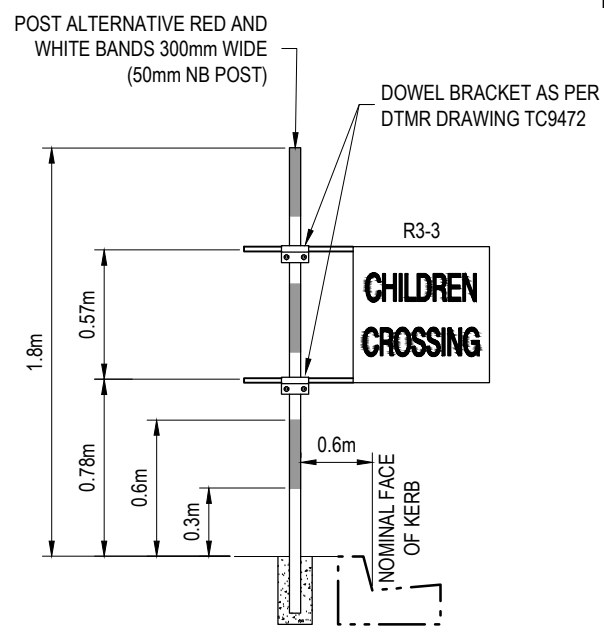 POST ALTERNATIVE RED AND
WHITE BANDS 300mm WIDE
(50mm NB POST)
DOWEL BRACKET AS PER
DTMR DRAWING TC9472
R3-3
CHILDREN
CROSSING
1.8m
0.57m
0.78m
0.6m
0.3m
0.6m
NOMINAL FACE
OF KERB